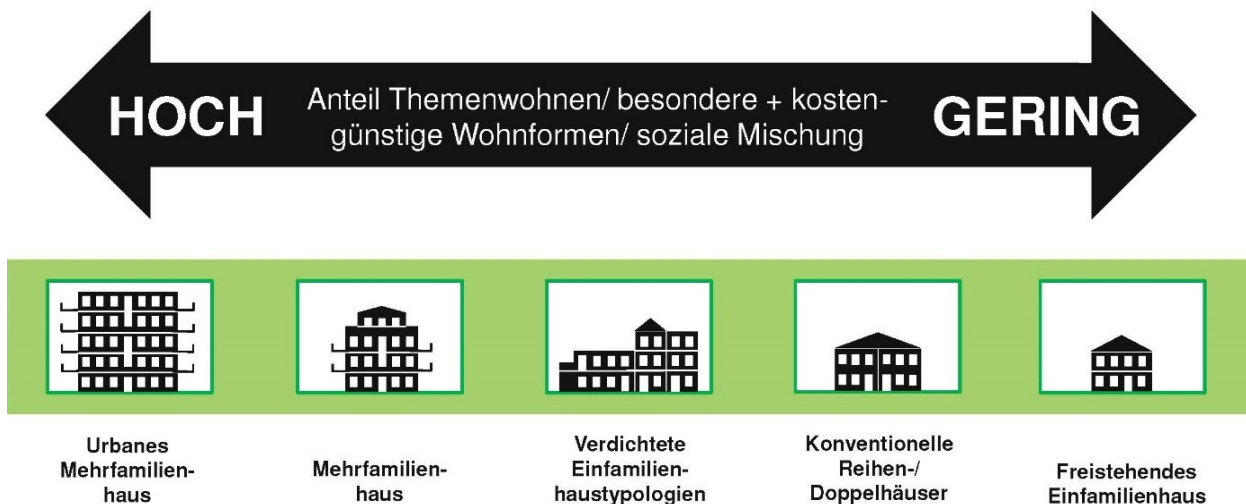 HOCH
Anteil Themenwohnen/ besondere + kosten-
günstige Wohnformen/ soziale Mischung
GERING
Urbanes
Mehrfamilien-
haus
Mehrfamilien-
haus
Verdichtete
Einfamilien-
haustypologien
Konventionelle
Reihen-/
Doppelhäuser
Freistehendes
Einfamilienhaus